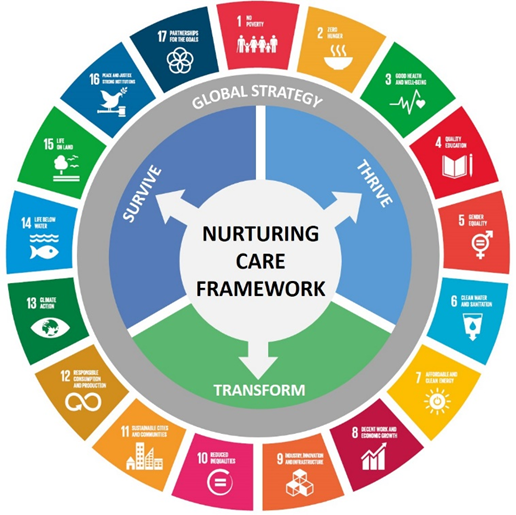 1 NO
POVERTY
2 ZERO
HUNGER
3 GOOD HEALTH
AND WELL-BEING
4 QUALITY
EDUCATION
5 GENDER
EQUALITY
6 CLEAN WATER
AND SANITATION
7 AFFORDABLE AND
CLEAN ENERGY
8 DECENT WORK AND
ECONOMIC GROWTH
9 INDUSTRY, INNOVATION
AND INFRASTRUCTURE
10 REDUCED
INEQUALITIES
11 SUSTAINABLE CITIES
AND COMMUNITIES
12 RESPONSIBLE
CONSUMPTION
AND PRODUCTION
13 CLIMATE
ACTION
14 LIFE BELOW
WATER
15 LIFE
ON LAND
16 PEACE AND JUSTICE
STRONG INSTITUTIONS
17 PARTNERSHIPS
FOR THE GOALS
GLOBAL STRATEGY
SURVIVE
THRIVE
TRANSFORM
NURTURING
CARE
FRAMEWORK